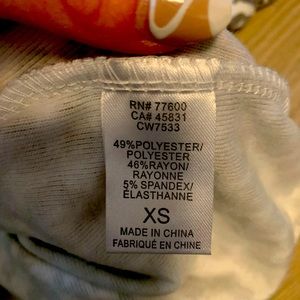 RN# 77600
CA# 45831
CW7533
49%POLYESTER/
POLYESTER
46%RAYON/
RAYONNE
5% SPANDEX/
ÉLASTHANNE
XS
MADE IN CHINA
FABRIQUÉ EN CHINE